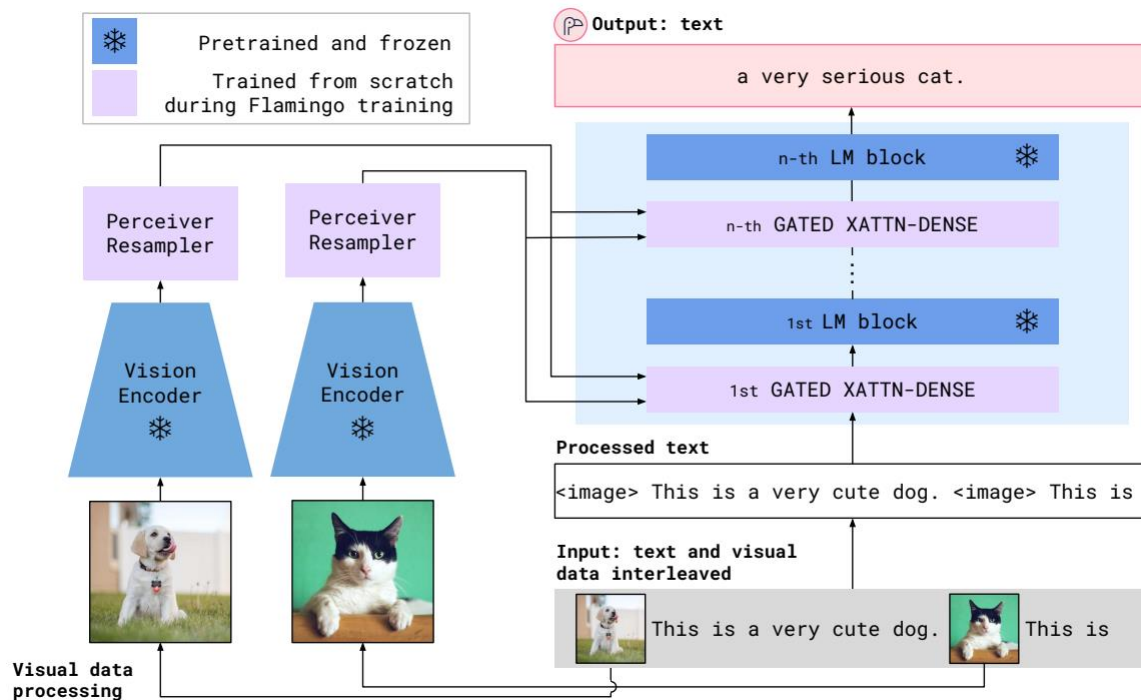 Pretrained and frozen
Trained from scratch
during Flamingo training
Output: text
a very serious cat.
n-th LM block
n-th GATED XATTN-DENSE
1st LM block
1st GATED XATTN-DENSE
Perceiver
Resampler
Perceiver
Resampler
Vision
Encoder
Vision
Encoder
Processed text
<image> This is a very cute dog. <image> This is
Input: text and visual
data interleaved
This is a very cute dog. This is
Visual data
processing